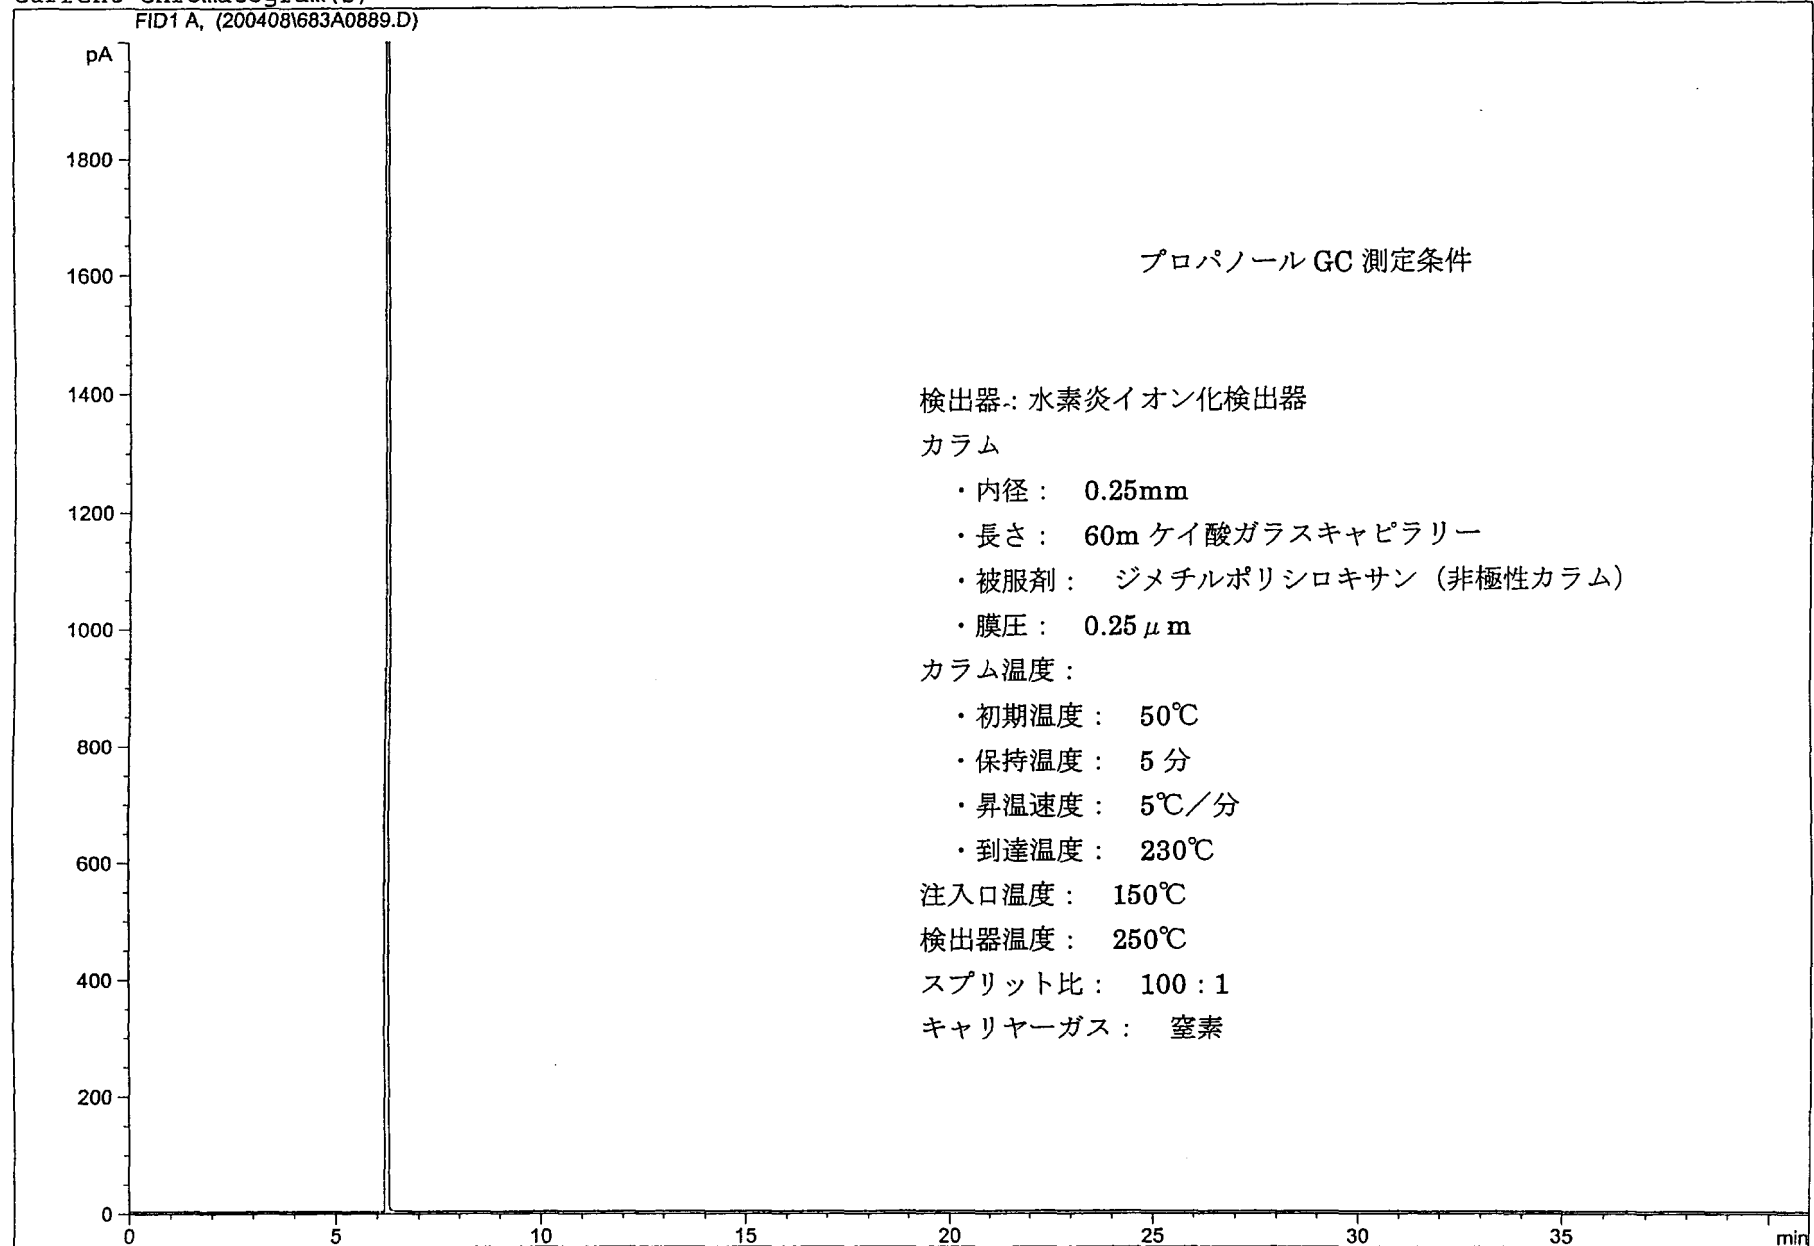 FID1 A, (200408\683A0889.D)
pA
1800
1600
1400
1200
1000
800
600
400
200
0
プロパノール GC 測定条件
検出器:水素炎イオン化検出器
カラム
・内径: 0.25mm
・長さ: 60m ケイ酸ガラスキャピラリー
・被服剤: ジメチルポリシロキサン(非極性カラム)
・膜圧: 0.25μm
カラム温度:
・初期温度: 50℃
・保持温度: 5 分
・昇温速度: 5℃/分
・到達温度: 230℃
注入口温度: 150℃
検出器温度: 250℃
スプリット比: 100:1
キャリヤーガス: 窒素
0 5 10 15 20 25 30 35 min